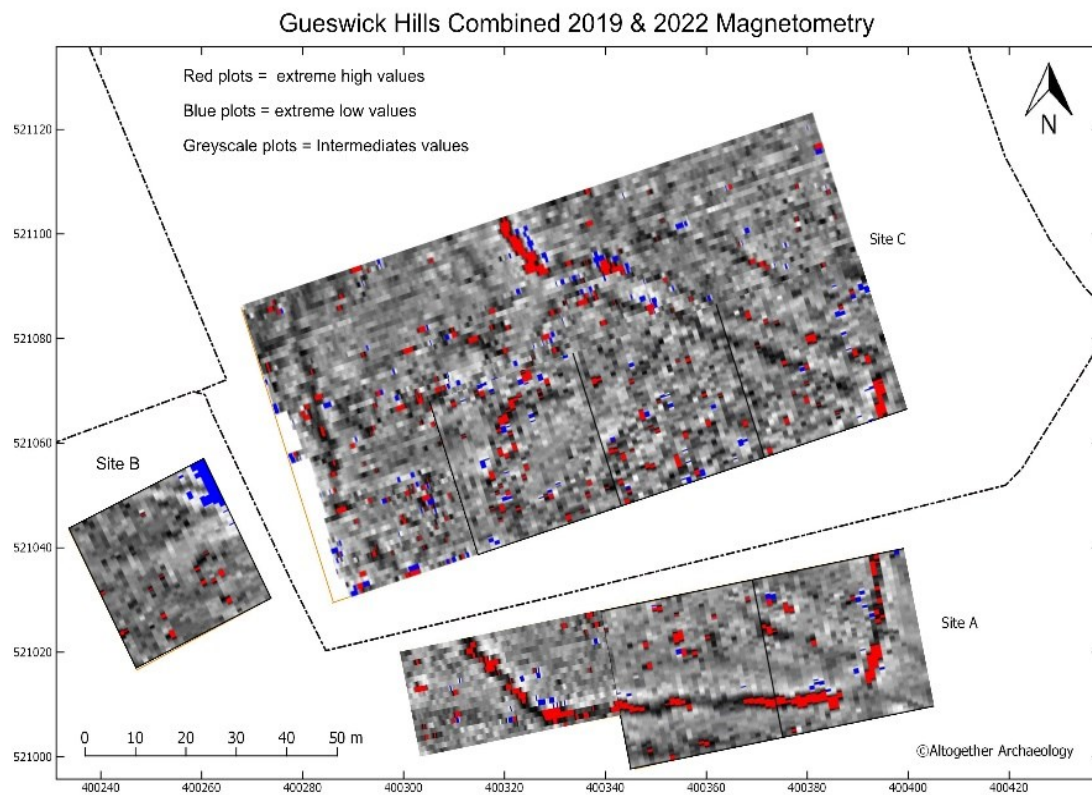 Gueswick Hills Combined 2019 & 2022 Magnetometry
Red plots = extreme high values
Blue plots = extreme low values
Greyscale plots = Intermediates values
N
521120
521100
521080
521060
521040
521020
521000
Site C
Site B
Site A
0 10 20 30 40 50 m
©Altogether Archaeology
400240 400260 400280 400300 400320 400340 400360 400380 400400 400420